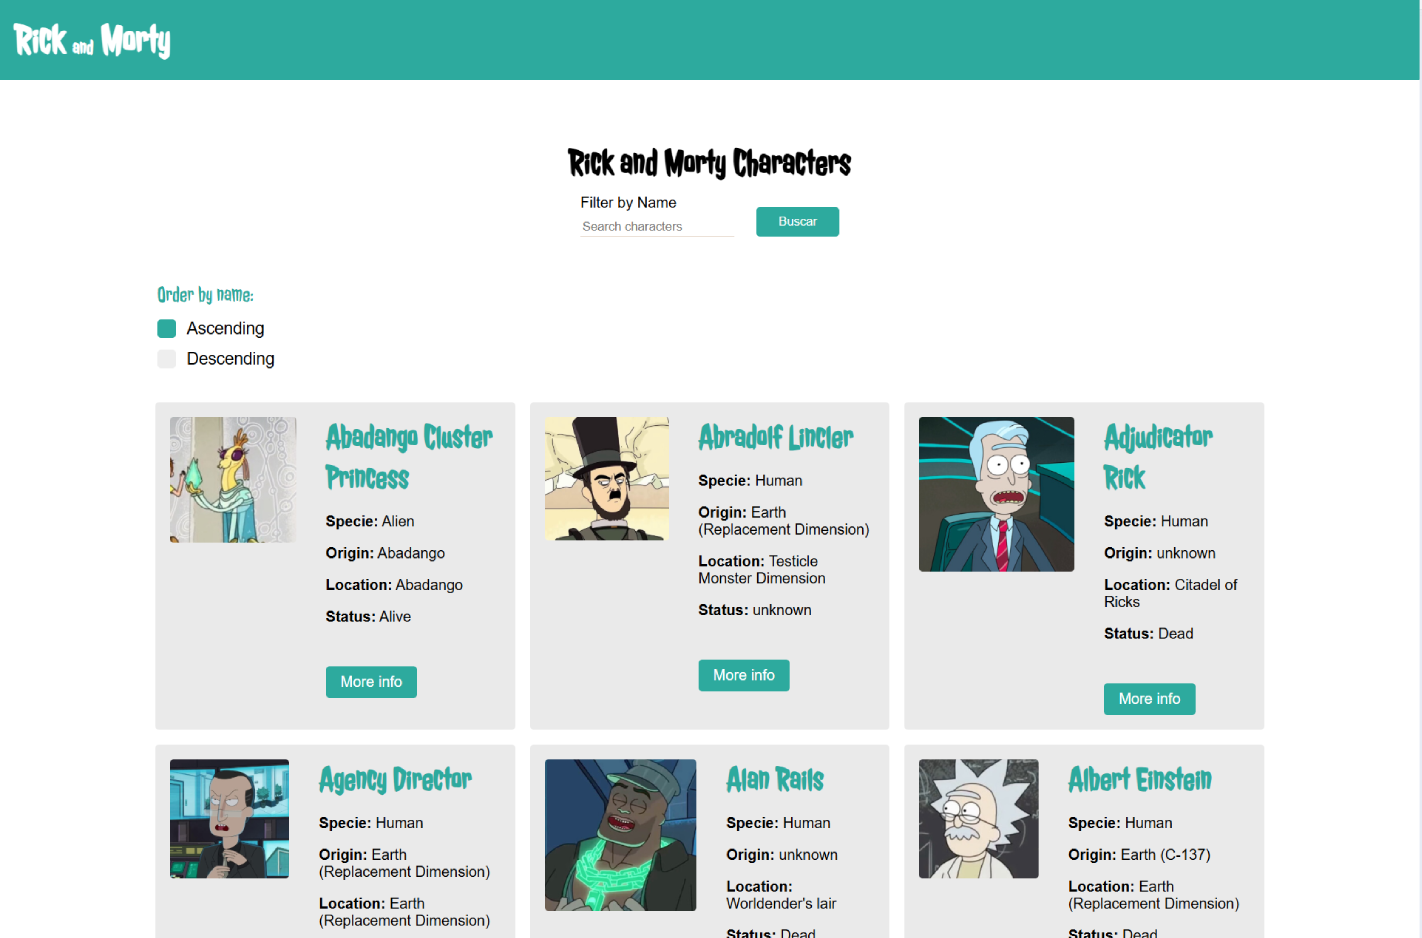 Rick and Morty
Rick and Morty Characters
Filter by Name
Search characters
Buscar
Order by name:
Ascending
Descending
Abadango Cluster
Princess
Specie: Alien
Origin: Abadango
Location: Abadango
Status: Alive
More info
Abradolf Lincler
Specie: Human
Origin: Earth
(Replacement Dimension)
Location: Testicle
Monster Dimension
Status: unknown
More info
Adjudicator
Rick
Specie: Human
Origin: unknown
Location: Citadel of
Ricks
Status: Dead
More info
Agency Director
Specie: Human
Origin: Earth
(Replacement Dimension)
Location: Earth
(Replacement Dimension)
Alan Rails
Specie: Human
Origin: unknown
Location:
Worldender's lair
Status: Dead
Albert Einstein
Specie: Human
Origin: Earth (C-137)
Location: Earth
(Replacement Dimension)
Status: Dead